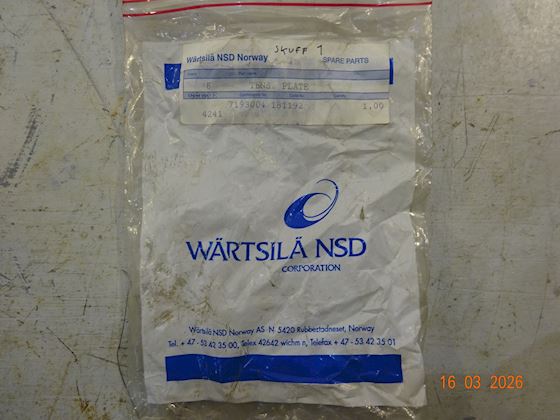 SKUFF 1
Wärtsilä NSD Norway SPARE PARTS
PLATE
7193004 181192 1,00
4241
WÄRTSILÄ NSD
CORPORATION
Wärtsilä NSD Norway AS N 5420 Rubbestadneset, Norway
Tel. + 47 - 53 42 35 00, Telex 42642 wichm n, Telefax + 47 - 53 42 35 01
16 03 2026